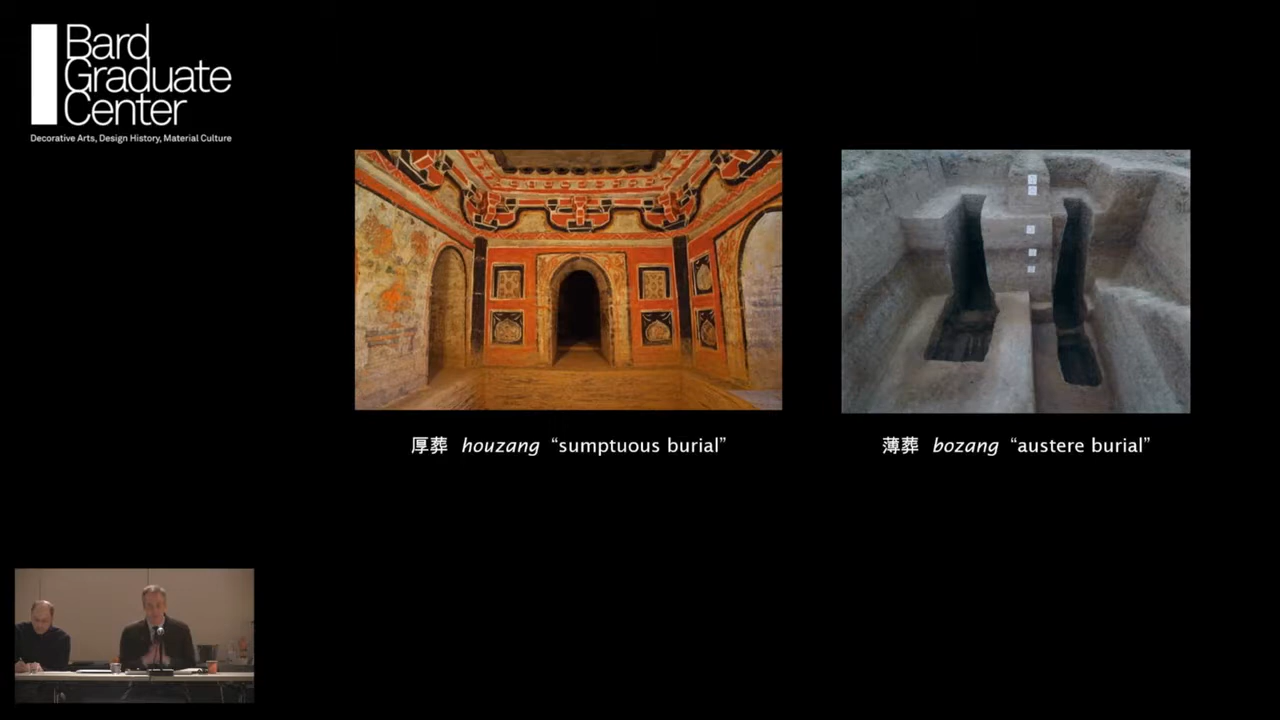 Bard
Graduate
Center
Decorative Arts, Design History, Material Culture
厚葬 houzang “sumptuous burial”
薄葬 bozang “austere burial”